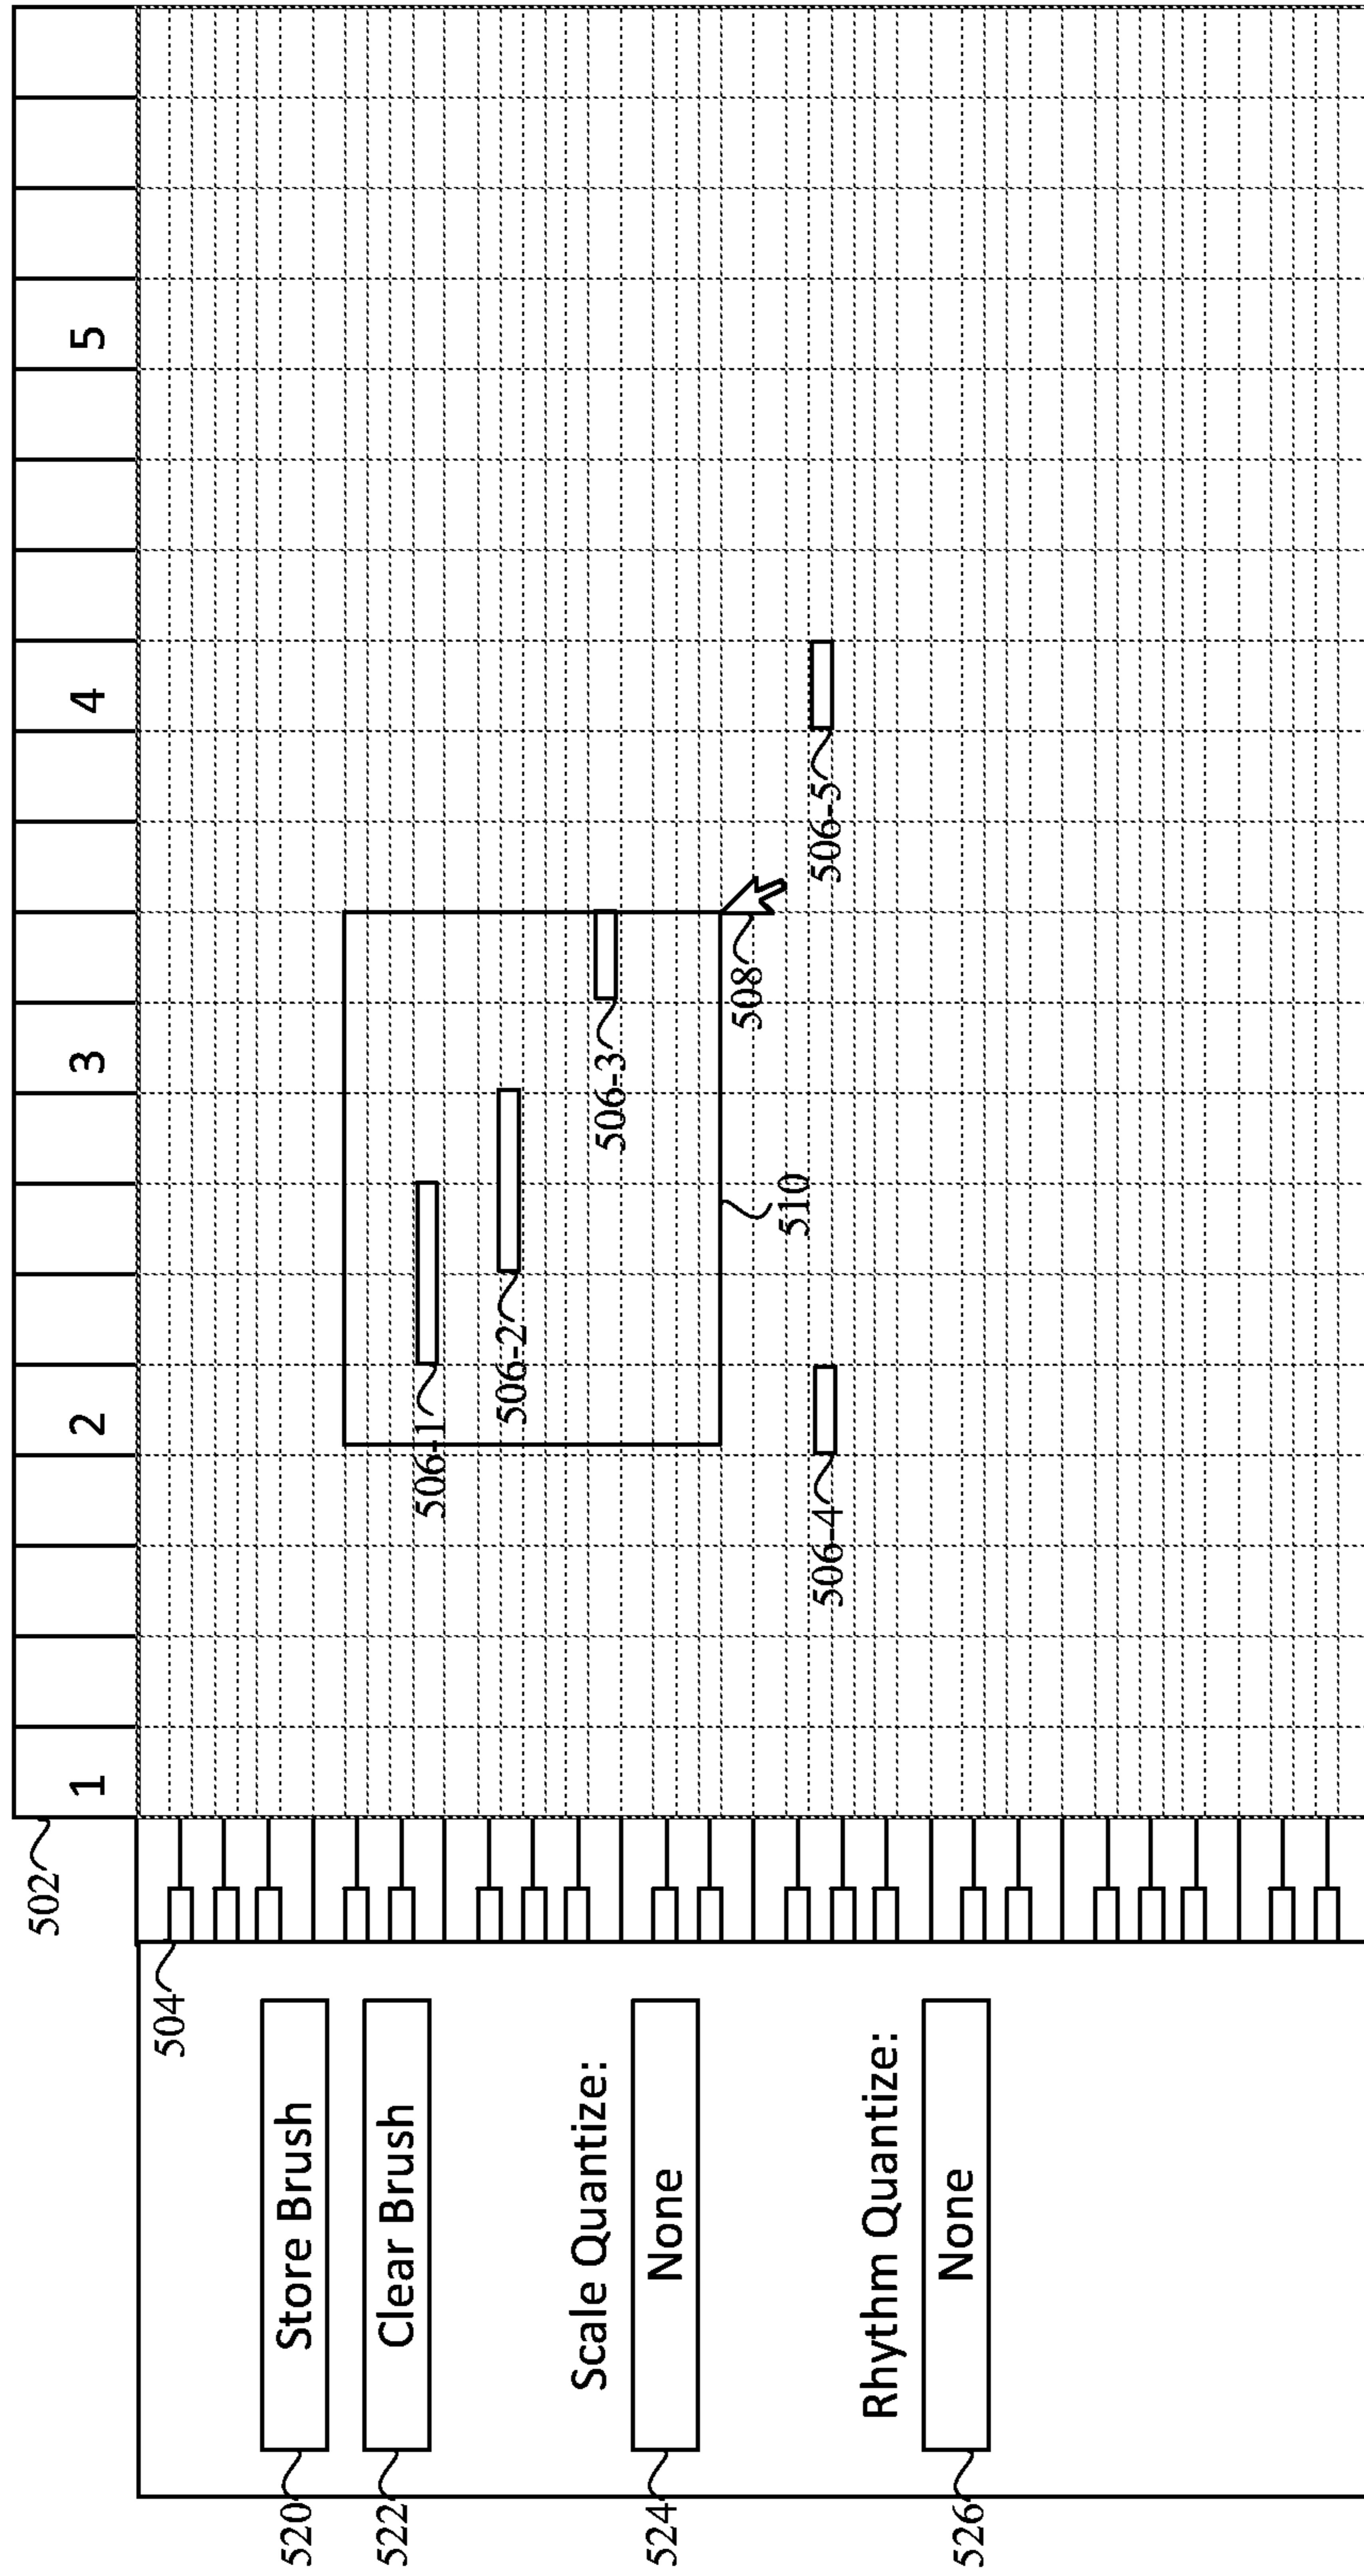 502
1 2 3 4 5
504
520 Store Brush
522 Clear Brush
506-1
506-2
506-3
Scale Quantize:
524 None
508
510
506-4
506-5
Rhythm Quantize:
526 None